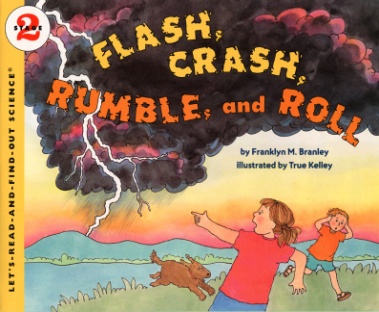 STAGE
2
FLASH,
CRASH,
RUMBLE, and ROLL
by Franklyn M. Branley
illustrated by True Kelley
LET'S-READ-AND-FIND-OUT SCIENCE®